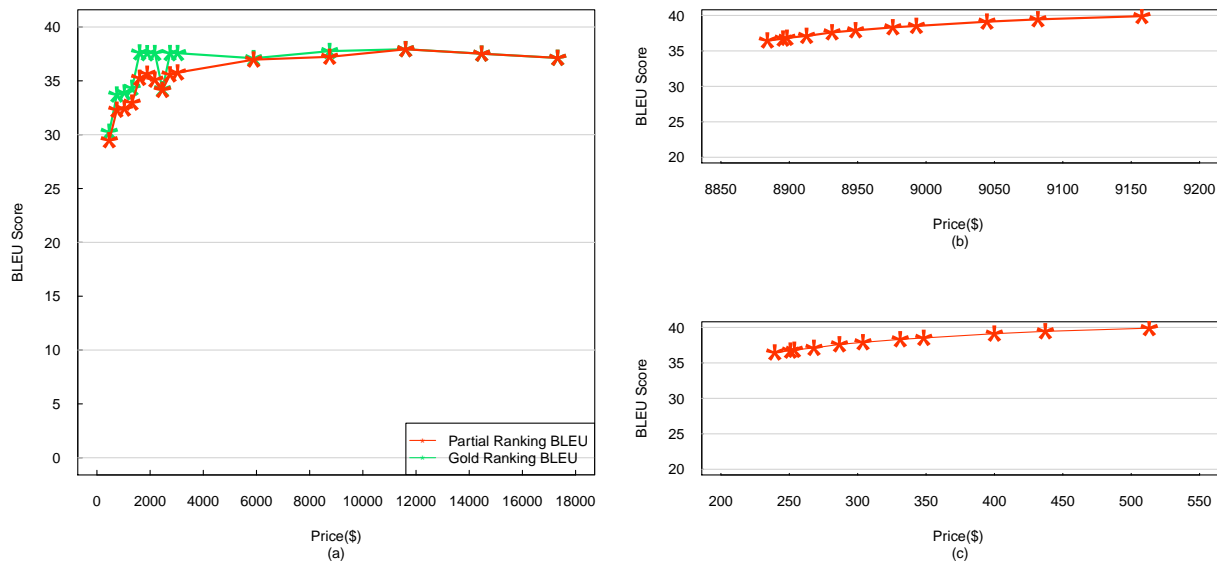 40
35
30
25
20
15
10
5
0
BLEU Score
Partial Ranking BLEU
Gold Ranking BLEU
0 2000 4000 6000 8000 10000 12000 14000 16000 18000
Price($)
(a)
40
35
30
25
20
BLEU Score
8850 8900 8950 9000 9050 9100 9150 9200
Price($)
(b)
40
35
30
25
20
BLEU Score
200 250 300 350 400 450 500 550
Price($)
(c)